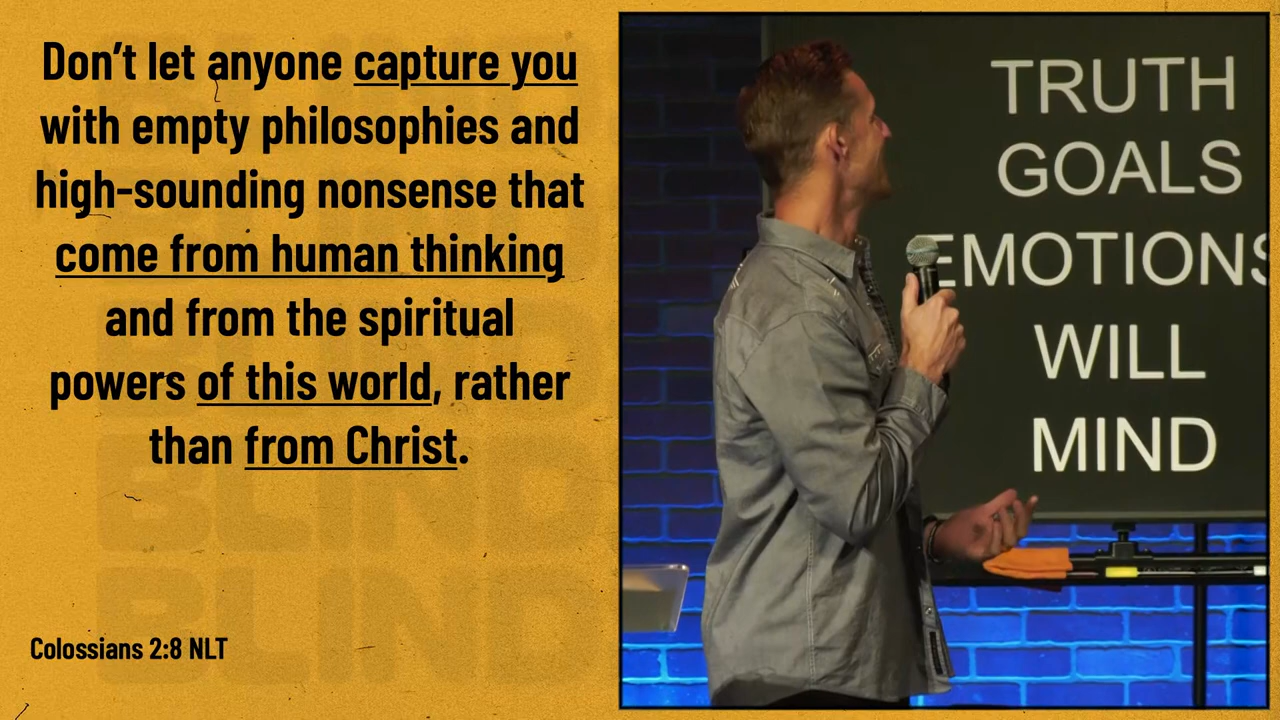 Don't let anyone capture you
with empty philosophies and
high-sounding nonsense that
come from human thinking
and from the spiritual
powers of this world, rather
than from Christ.
Colossians 2:8 NLT
TRUTH
GOALS
EMOTIONS
WILL
MIND
BLIND
BLIND